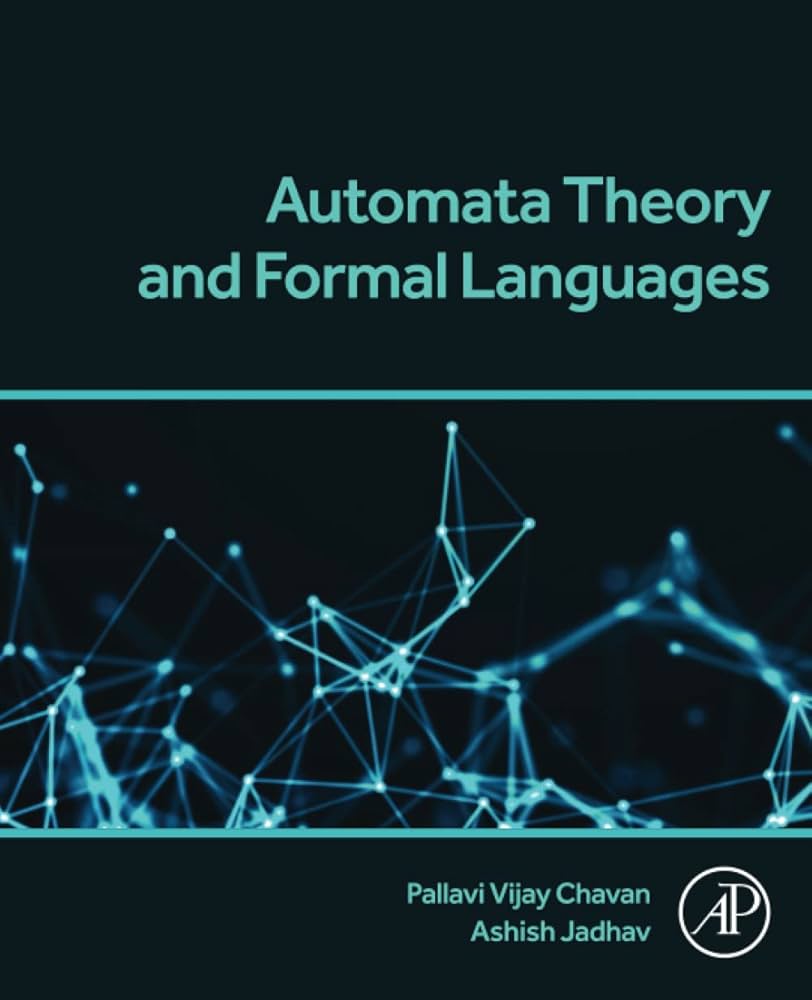 Automata Theory
and Formal Languages
Pallavi Vijay Chavan
Ashish Jadhav
AP